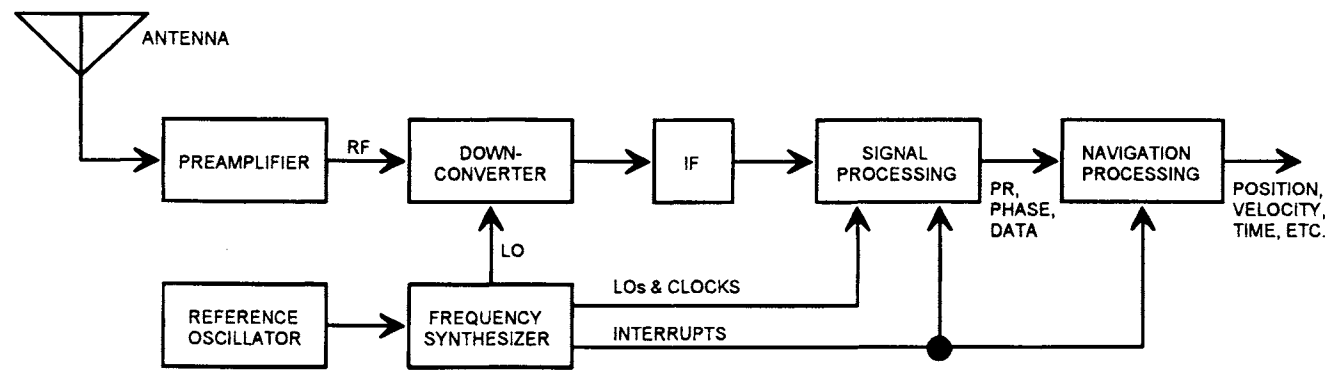 ANTENNA
PREAMPLIFIER
RF
DOWN-
CONVERTER
IF
SIGNAL
PROCESSING
PR,
PHASE,
DATA
NAVIGATION
PROCESSING
POSITION,
VELOCITY,
TIME, ETC.
LO
REFERENCE
OSCILLATOR
FREQUENCY
SYNTHESIZER
LOs & CLOCKS
INTERRUPTS